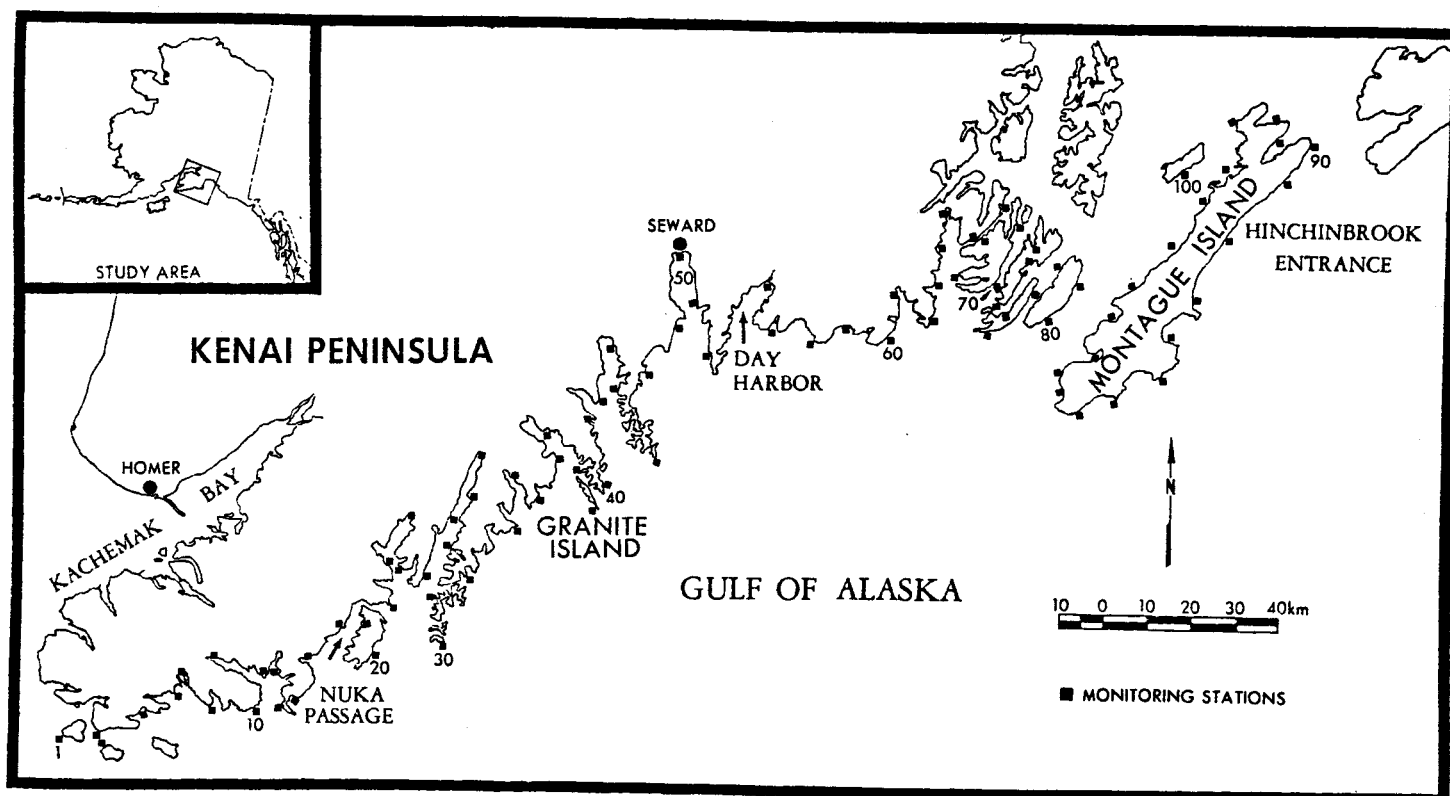 STUDY AREA
SEWARD
50
KENAI PENINSULA
DAY
HARBOR
60
70
80
90
100
MONTAGUE ISLAND
HINCHINBROOK
ENTRANCE
HOMER
KACHEMAK BAY
40
GRANITE
ISLAND
GULF OF ALASKA
N
30
20
10
1
NUKA
PASSAGE
10 0 10 20 30 40km
MONITORING STATIONS